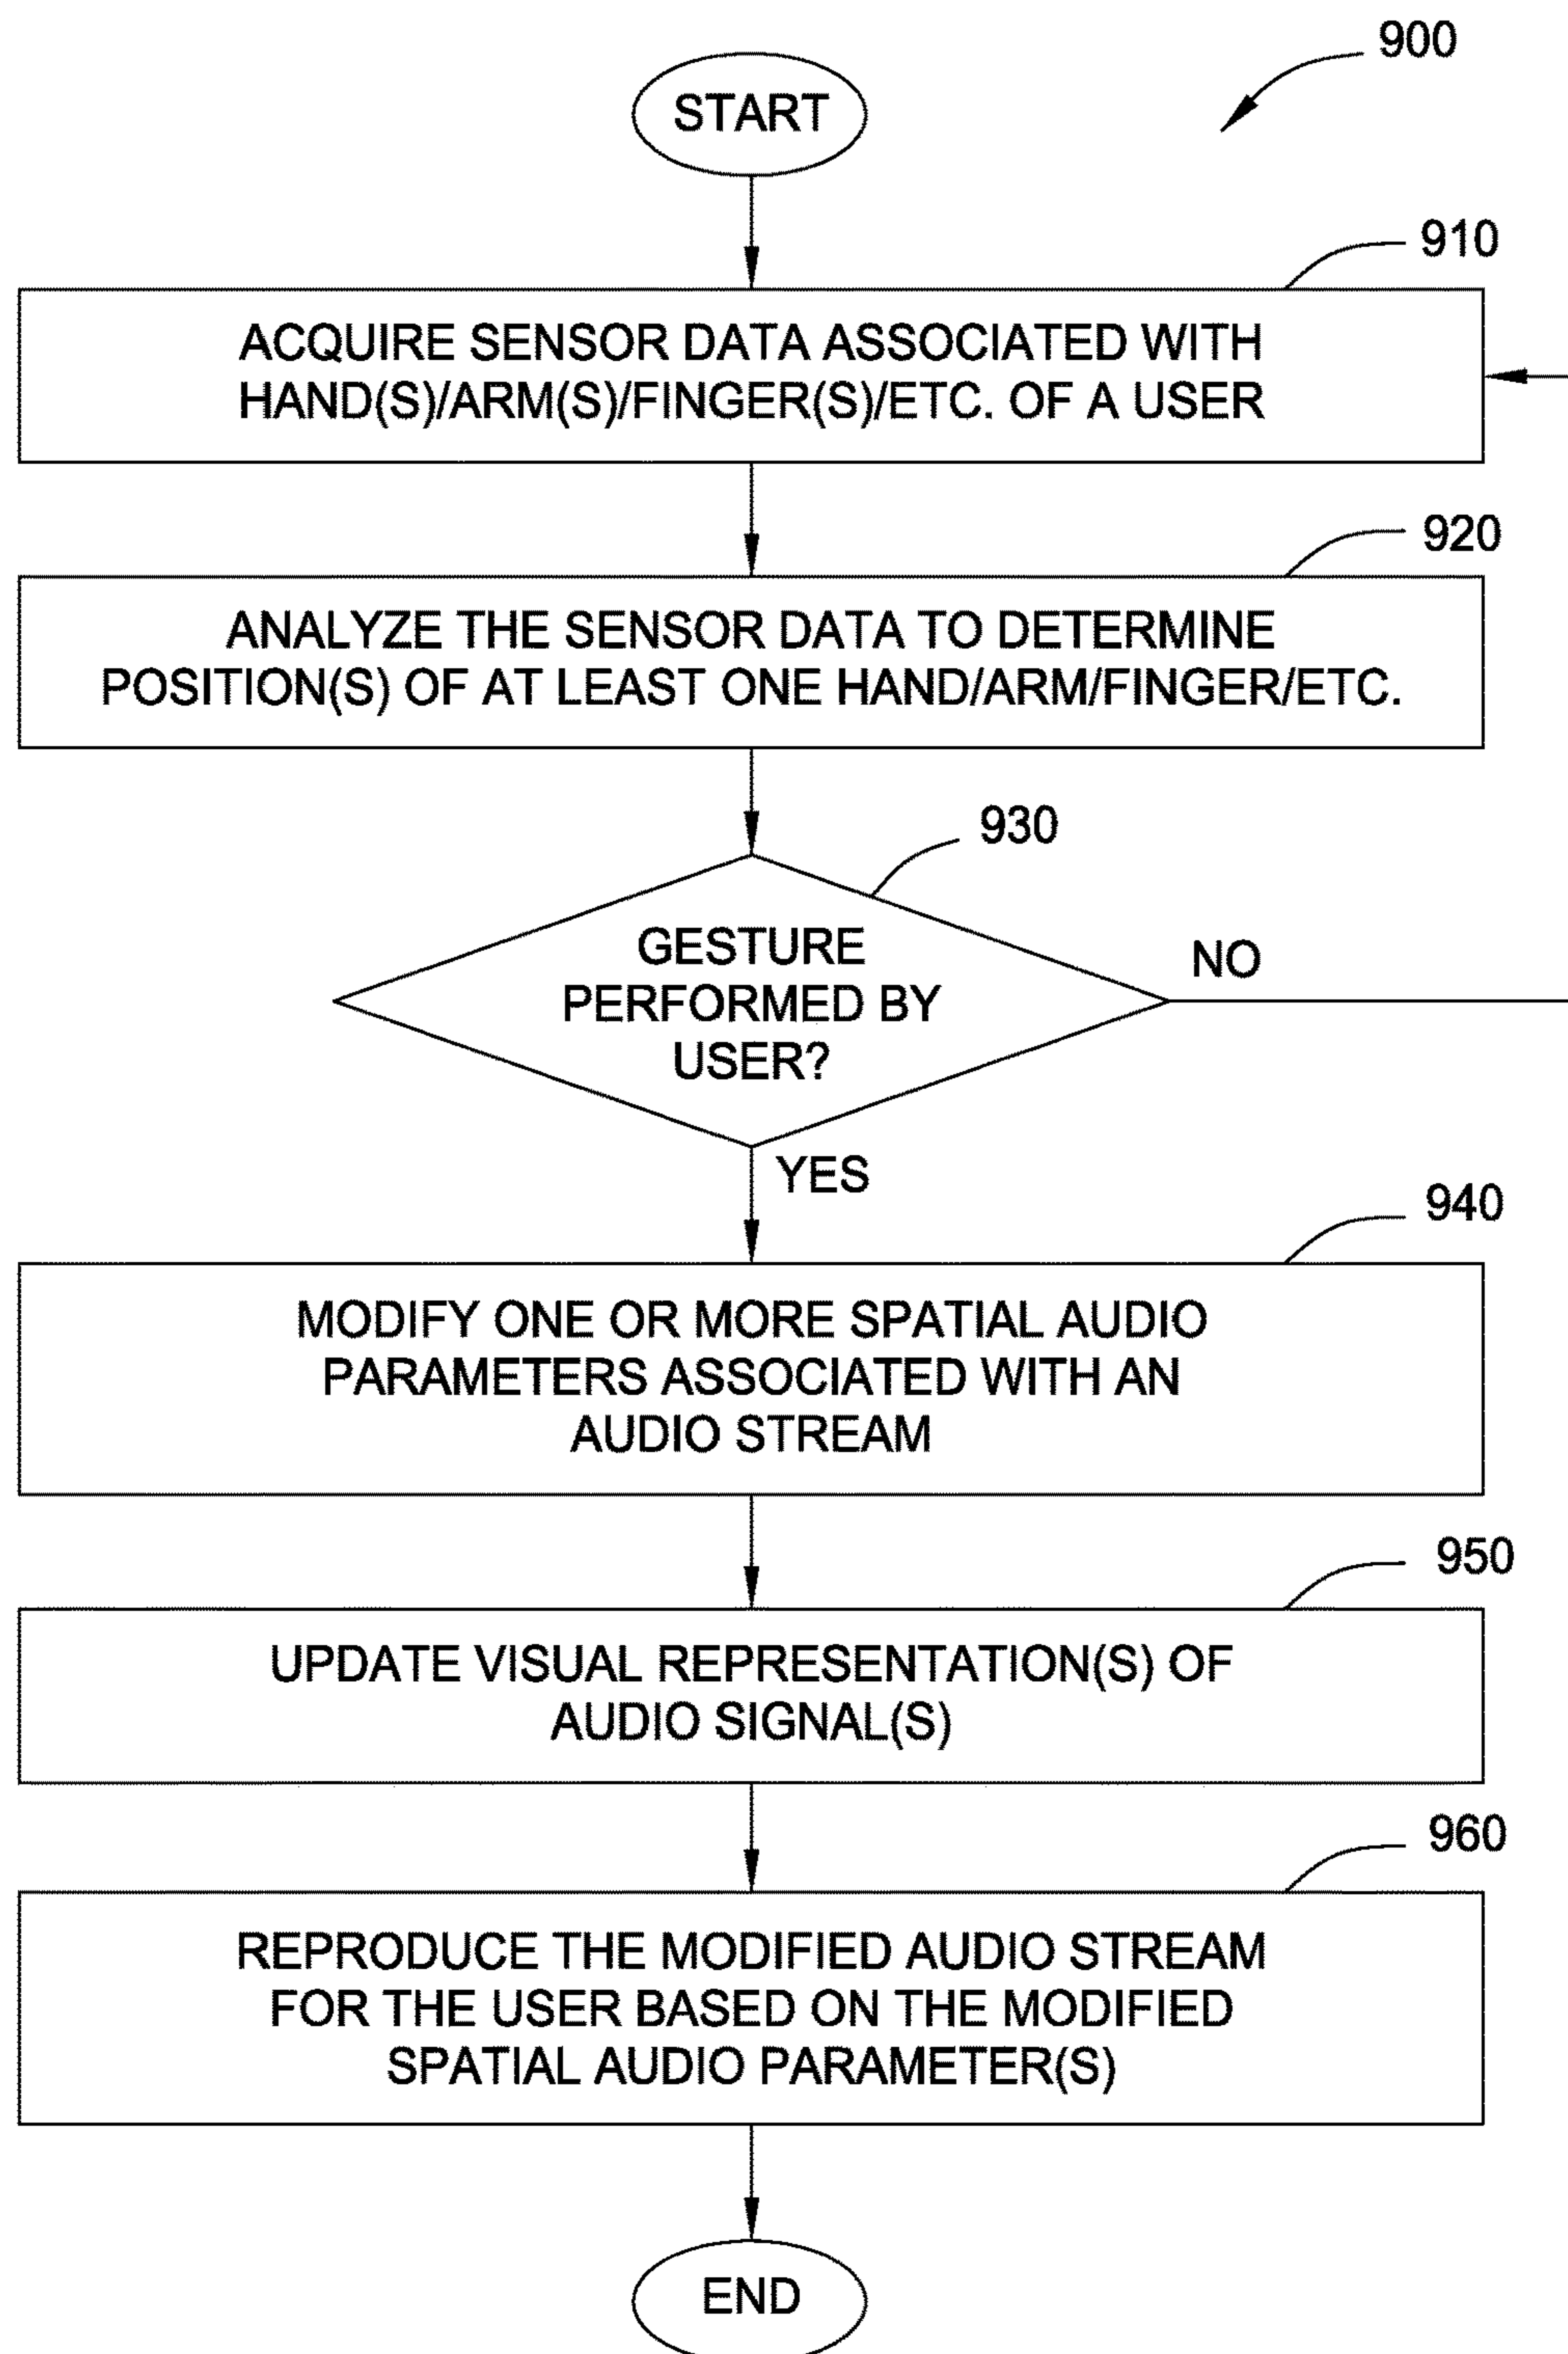 900
START
910
ACQUIRE SENSOR DATA ASSOCIATED WITH
HAND(S)/ARM(S)/FINGER(S)/ETC. OF A USER
920
ANALYZE THE SENSOR DATA TO DETERMINE
POSITION(S) OF AT LEAST ONE HAND/ARM/FINGER/ETC.
930
GESTURE
PERFORMED BY
USER?
NO
YES
940
MODIFY ONE OR MORE SPATIAL AUDIO
PARAMETERS ASSOCIATED WITH AN
AUDIO STREAM
950
UPDATE VISUAL REPRESENTATION(S) OF
AUDIO SIGNAL(S)
960
REPRODUCE THE MODIFIED AUDIO STREAM
FOR THE USER BASED ON THE MODIFIED
SPATIAL AUDIO PARAMETER(S)
END